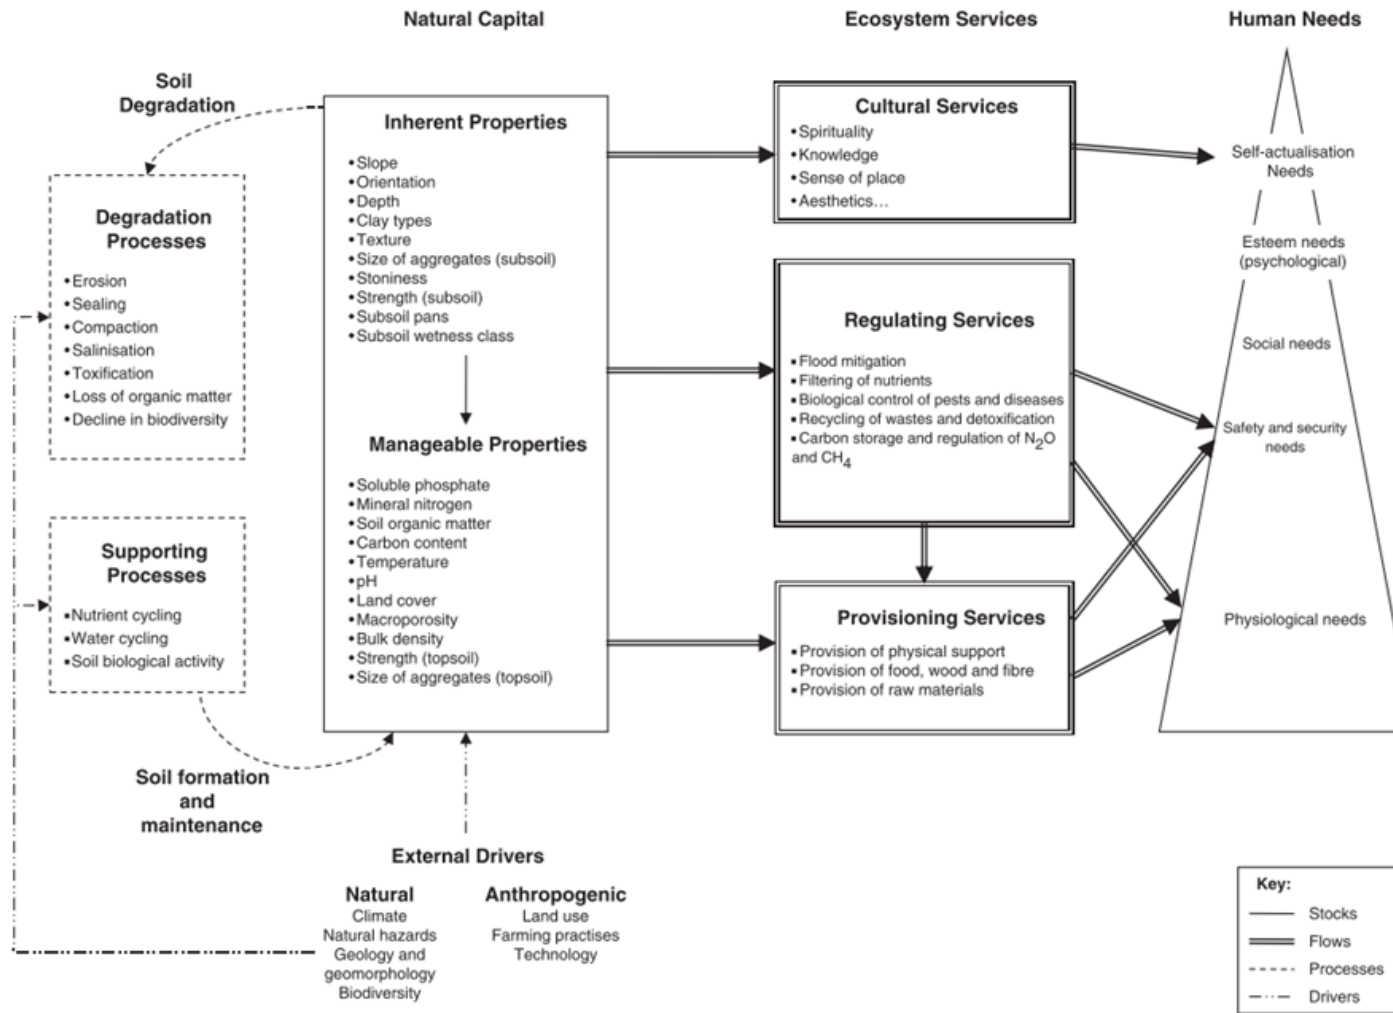 Natural Capital
Ecosystem Services
Human Needs
Soil
Degradation
Degradation
Processes
•Erosion
•Sealing
•Compaction
•Salinisation
•Toxification
•Loss of organic matter
•Decline in biodiversity
Supporting
Processes
▪Nutrient cycling
▪Water cycling
▪Soil biological activity
Soil formation
and
maintenance
Inherent Properties
•Slope
•Orientation
•Depth
•Clay types
•Texture
•Size of aggregates (subsoil)
•Stoniness
•Strength (subsoil)
•Subsoil pans
•Subsoil wetness class
Manageable Properties
•Soluble phosphate
•Mineral nitrogen
•Soil organic matter
•Carbon content
•Temperature
•pH
•Land cover
•Macroporosity
•Bulk density
•Strength (topsoil)
•Size of aggregates (topsoil)
External Drivers
Natural
Climate
Natural hazards
Geology and
geomorphology
Biodiversity
Anthropogenic
Land use
Farming practises
Technology
Cultural Services
•Spirituality
•Knowledge
•Sense of place
•Aesthetics...
Regulating Services
▪Flood mitigation
▪Filtering of nutrients
▪Biological control of pests and diseases
▪Recycling of wastes and detoxification
▪Carbon storage and regulation of N2O
and CH4
Provisioning Services
▪Provision of physical support
▪Provision of food, wood and fibre
▪Provision of raw materials
Self-actualisation
Needs
Esteem needs
(psychological)
Social needs
Safety and security
needs
Physiological needs
Key:
Stocks
Flows
Processes
Drivers